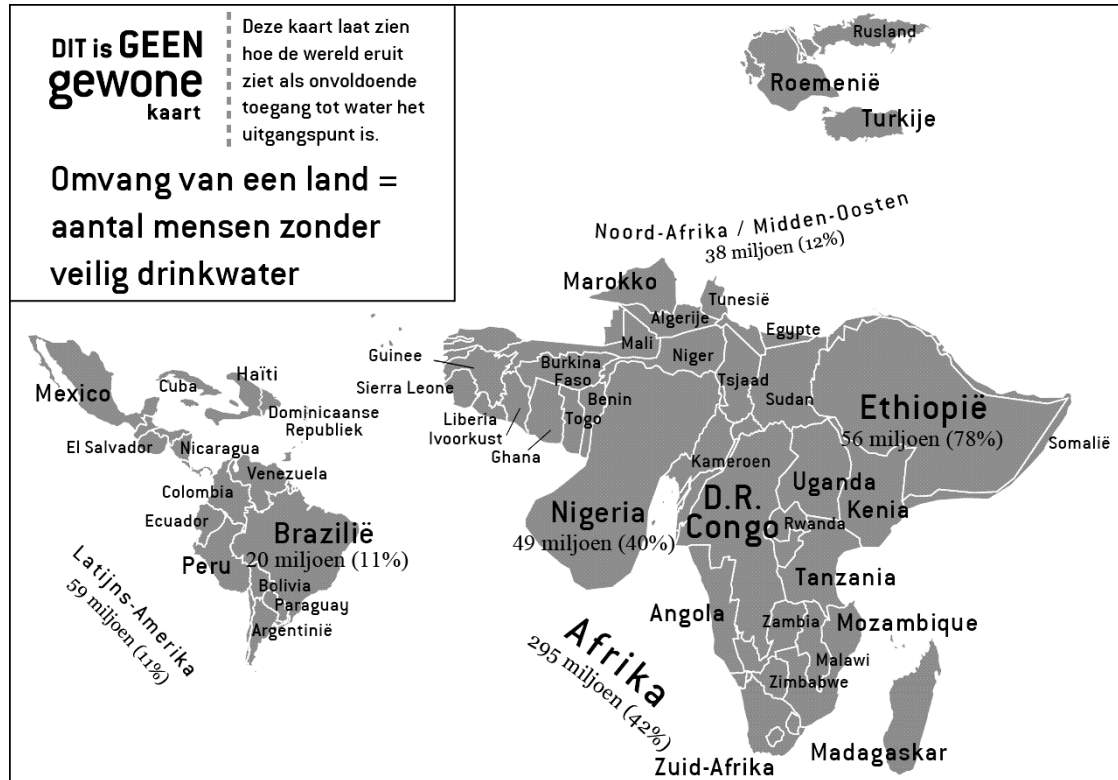 DIT is GEEN
gewone
kaart
Deze kaart laat zien
hoe de wereld eruit
ziet als onvoldoende
toegang tot water het
uitgangspunt is.
Omvang van een land =
aantal mensen zonder
veilig drinkwater
Rusland
Roemenië
Turkije
Noord-Afrika / Midden-Oosten
38 miljoen (12%)
Marokko
Tunesië
Algerije
Egypte
Mali
Niger
Guinee
Burkina
Faso
Sierra Leone
Benin
Tsjaad
Sudan
Liberia
Togo
Ivoorkust
Ghana
Ethiopië
56 miljoen (78%)
Somalië
Kameroen
Uganda
Kenia
Nigeria
49 miljoen (40%)
D.R.
Congo
Rwanda
Tanzania
Angola
Zambia
Mozambique
Malawi
Zimbabwe
Afrika
295 miljoen (42%)
Zuid-Afrika
Madagaskar
Mexico
Cuba
Haïti
Dominicaanse
Republiek
El Salvador
Nicaragua
Venezuela
Colombia
Ecuador
Brazilië
20 miljoen (11%)
Peru
Bolivia
Paraguay
Argentinië
Latijns-Amerika
59 miljoen (11%)